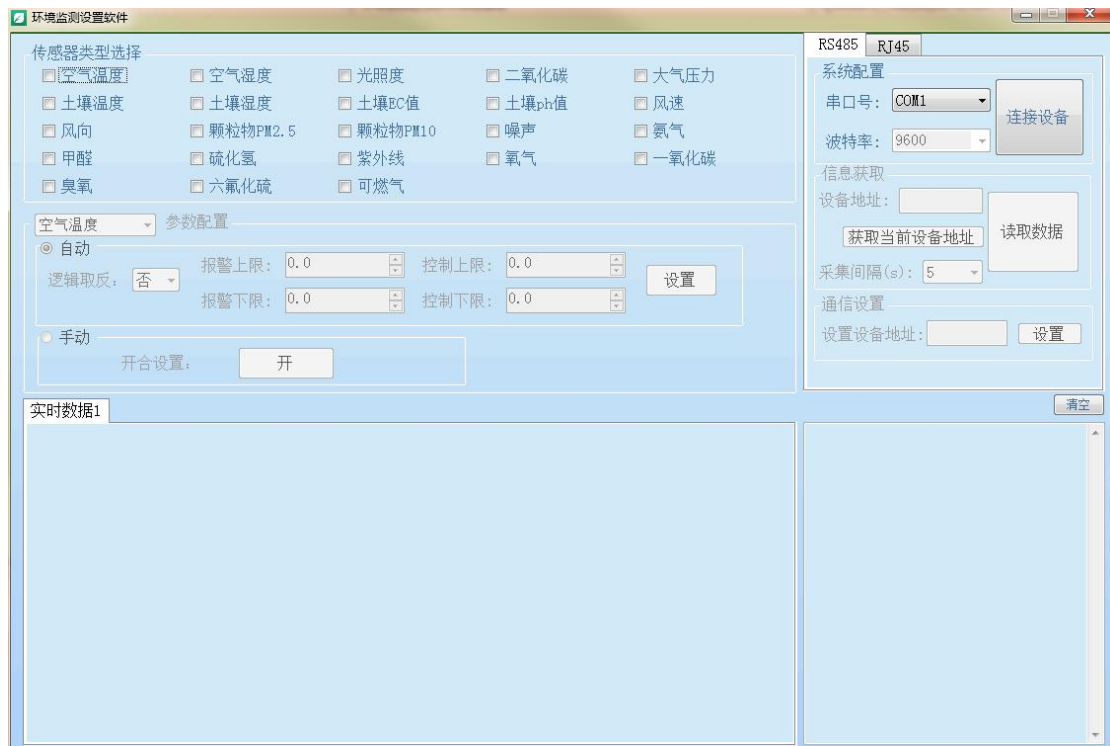 环境监测设置软件
传感器类型选择
空气温度 空气湿度 光照度 二氧化碳 大气压力
土壤温度 土壤湿度 土壤EC值 土壤ph值 风速
风向 颗粒物PM2.5 颗粒物PM10 噪声 氨气
甲醛 硫化氢 紫外线 氧气 一氧化碳
臭氧 六氟化硫 可燃气
空气温度 参数配置
自动
逻辑取反: 否
报警上限: 0.0 控制上限: 0.0
报警下限: 0.0 控制下限: 0.0
设置
手动
开合设置: 开
RS485 RJ45
系统配置
串口号: COM1
波特率: 9600
连接设备
信息获取
设备地址:
获取当前设备地址
读取数据
采集间隔(s): 5
通信设置
设置设备地址: 设置
实时数据1
清空